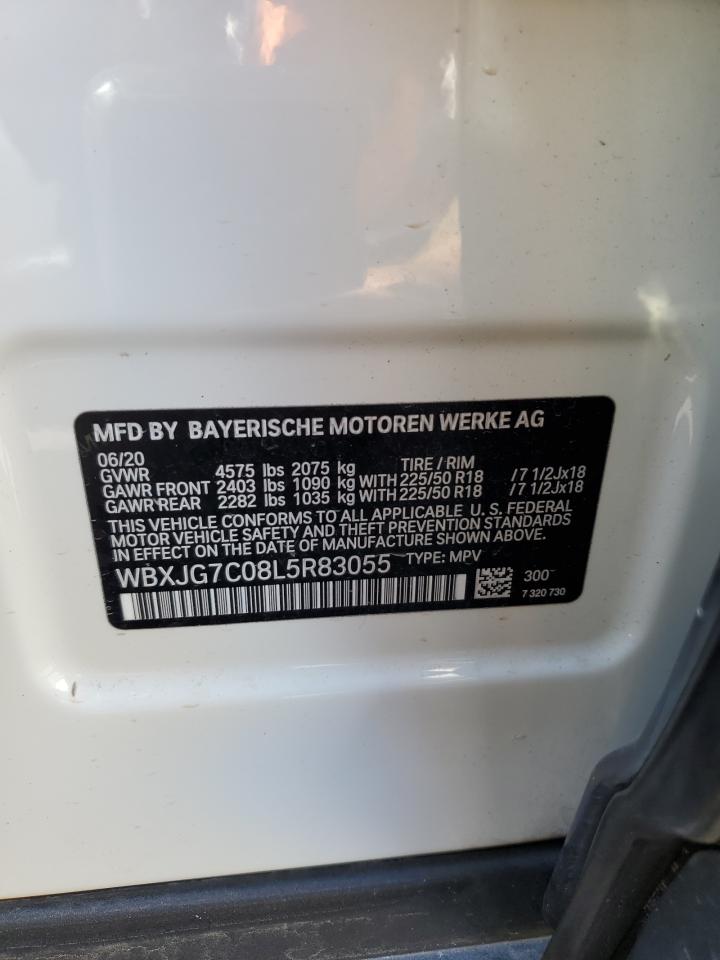 MFD BY BAYERISCHE MOTOREN WERKE AG
06/20 TIRE / RIM
GVWR 4575 lbs 2075 kg
GAWR FRONT 2403 lbs 1090 kg WITH 225/50 R18 / 7 1/2Jx18
GAWR REAR 2282 lbs 1035 kg WITH 225/50 R18 / 7 1/2Jx18
THIS VEHICLE CONFORMS TO ALL APPLICABLE U. S. FEDERAL
MOTOR VEHICLE SAFETY AND THEFT PREVENTION STANDARDS
IN EFFECT ON THE DATE OF MANUFACTURE SHOWN ABOVE.
WBXJG7C08L5R83055 TYPE: MPV
300
7 320 730